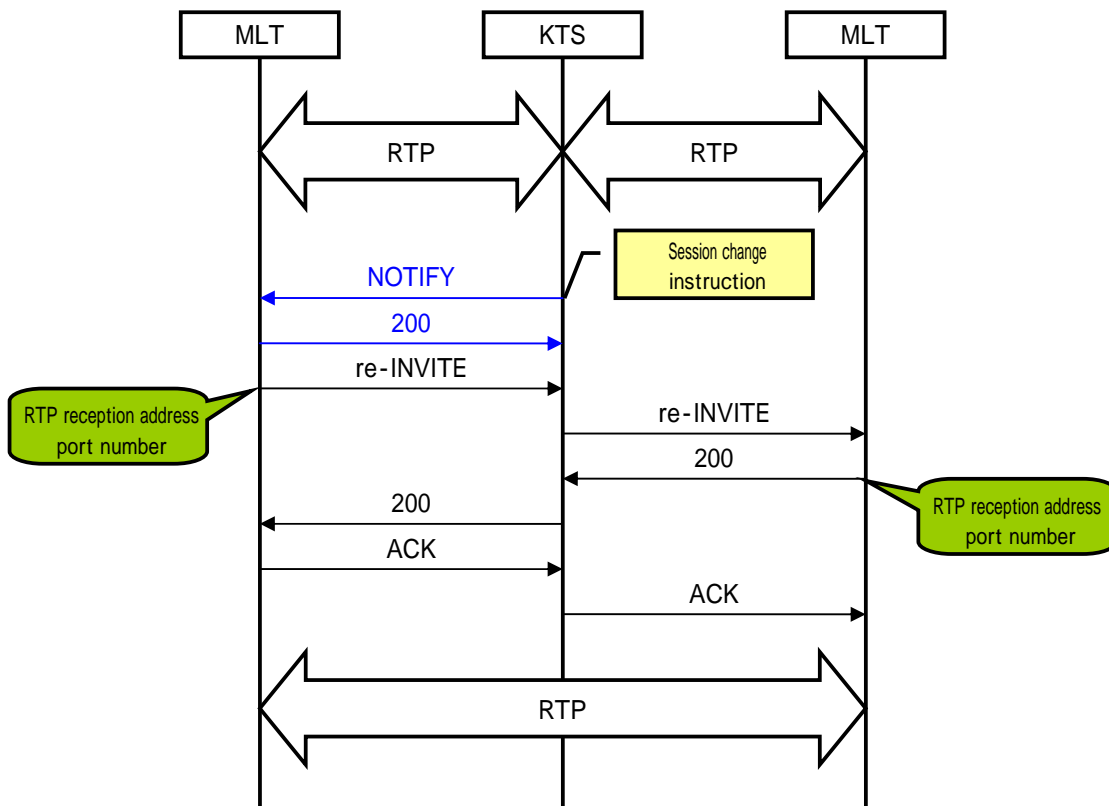 MLT
KTS
MLT
RTP
RTP
Session change
instruction
NOTIFY
200
re-INVITE
RTP reception address
port number
re-INVITE
200
RTP reception address
port number
200
ACK
ACK
RTP